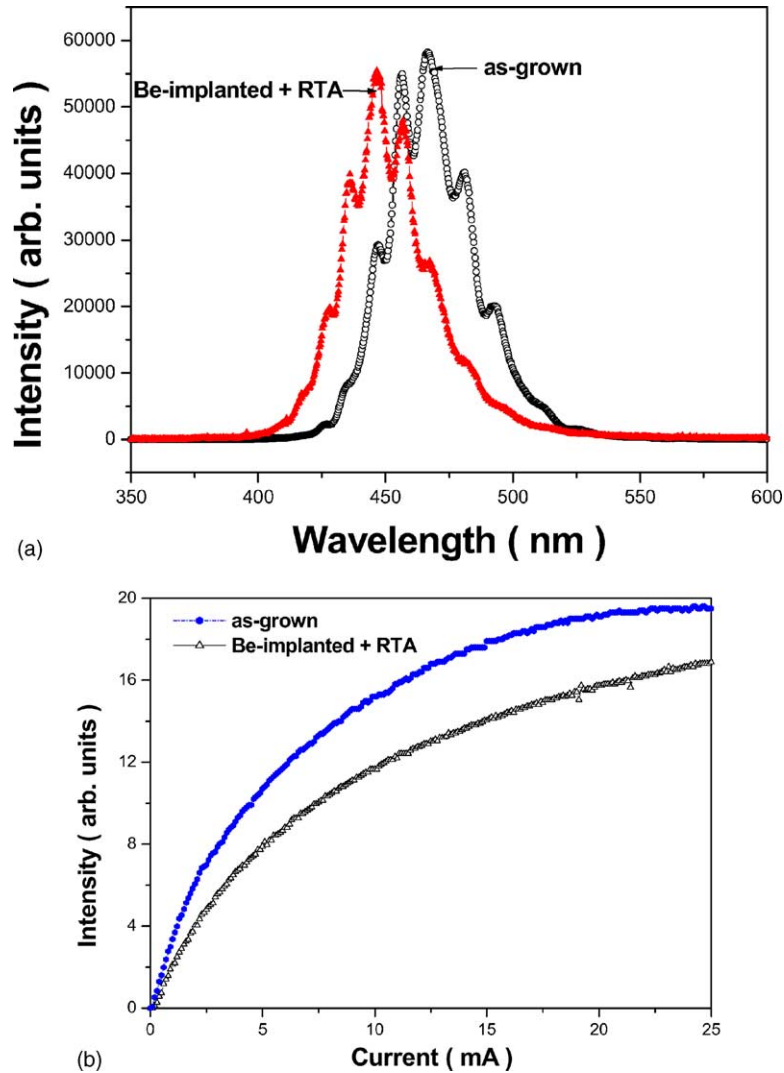 60000
50000
40000
30000
20000
10000
0
Intensity ( arb. units )
Be-implanted + RTA
as-grown
350 400 450 500 550 600
Wavelength ( nm )
(a)
20
16
12
8
4
0
Intensity ( arb. units )
as-grown
Be-implanted + RTA
0 5 10 15 20 25
Current ( mA )
(b)